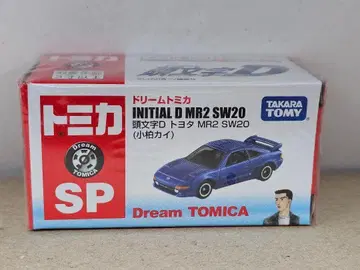 トミカ
Dream
TOMICA
SP
ドリームトミカ
INITIAL D MR2 SW20
頭文字D トヨタ MR2 SW20
(小柏カイ)
TAKARA
TOMY
Dream TOMICA